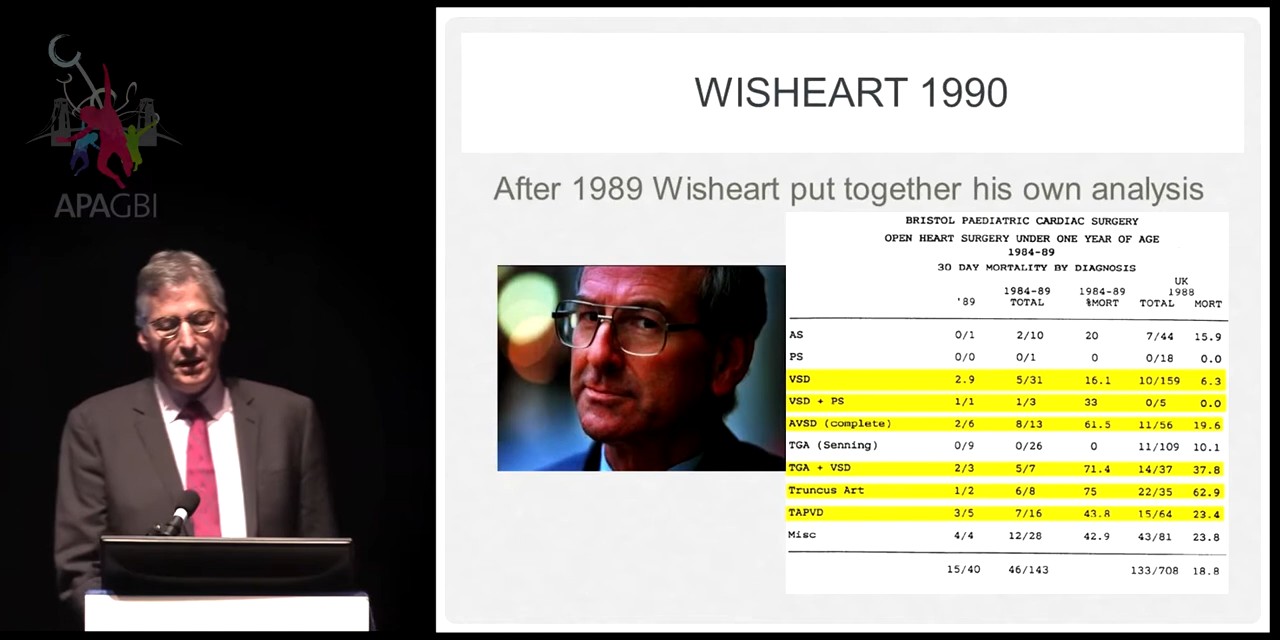 APAGBI
WISHEART 1990
After 1989 Wisheart put together his own analysis
BRISTOL PAEDIATRIC CARDIAC SURGERY
OPEN HEART SURGERY UNDER ONE YEAR OF AGE
1984-89
30 DAY MORTALITY BY DIAGNOSIS
UK
1984-89 1984-89 1988
'89 TOTAL %MORT TOTAL MORT
AS 0/1 2/10 20 7/44 15.9
PS 0/0 0/1 0 0/18 0.0
VSD 2.9 5/31 16.1 10/159 6.3
VSD + PS 1/1 1/3 33 0/5 0.0
AVSD (complete) 2/6 8/13 61.5 11/56 19.6
TGA (Senning) 0/9 0/26 0 11/109 10.1
TGA + VSD 2/3 5/7 71.4 14/37 37.8
Truncus Art 1/2 6/8 75 22/35 62.9
TAPVD 3/5 7/16 43.8 15/64 23.4
Misc 4/4 12/28 42.9 43/81 23.8
15/40 46/143 133/708 18.8